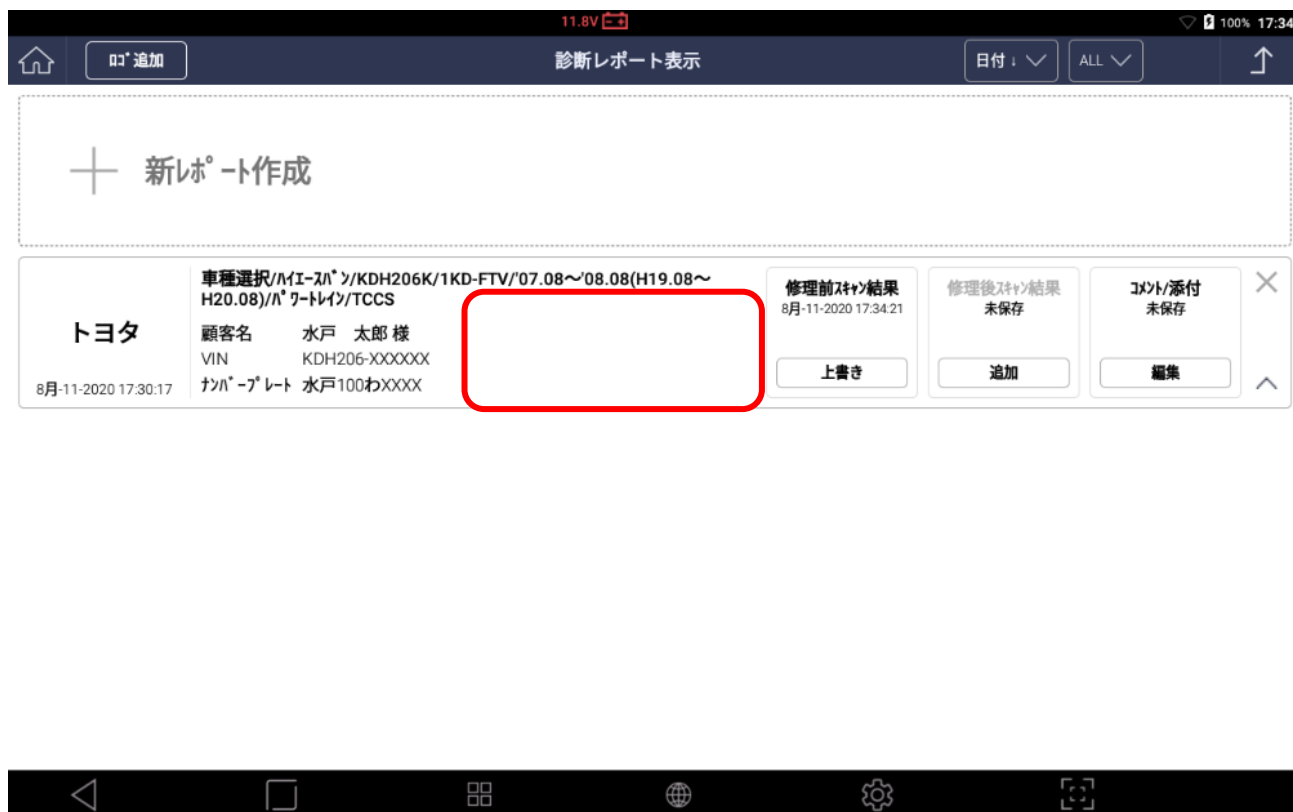 11.8V
100% 17:34
ﾛｺﾞ追加
診断レポート表示
日付↓
ALL
新ﾚﾎﾟｰﾄ作成
トヨタ
8月-11-2020 17:30:17
車種選択/ﾊｲｴｰｽﾊﾞﾝ/KDH206K/1KD-FTV/'07.08～'08.08(H19.08～
H20.08)/ﾊﾟﾜｰﾄﾚｲﾝ/TCCS
顧客名 水戸　太郎 様
VIN KDH206-XXXXXX
ﾅﾝﾊﾞｰﾌﾟﾚｰﾄ 水戸100わXXXX
修理前ｽｷｬﾝ結果
8月-11-2020 17:34:21
上書き
修理後ｽｷｬﾝ結果
未保存
追加
ｺﾒﾝﾄ/添付
未保存
編集